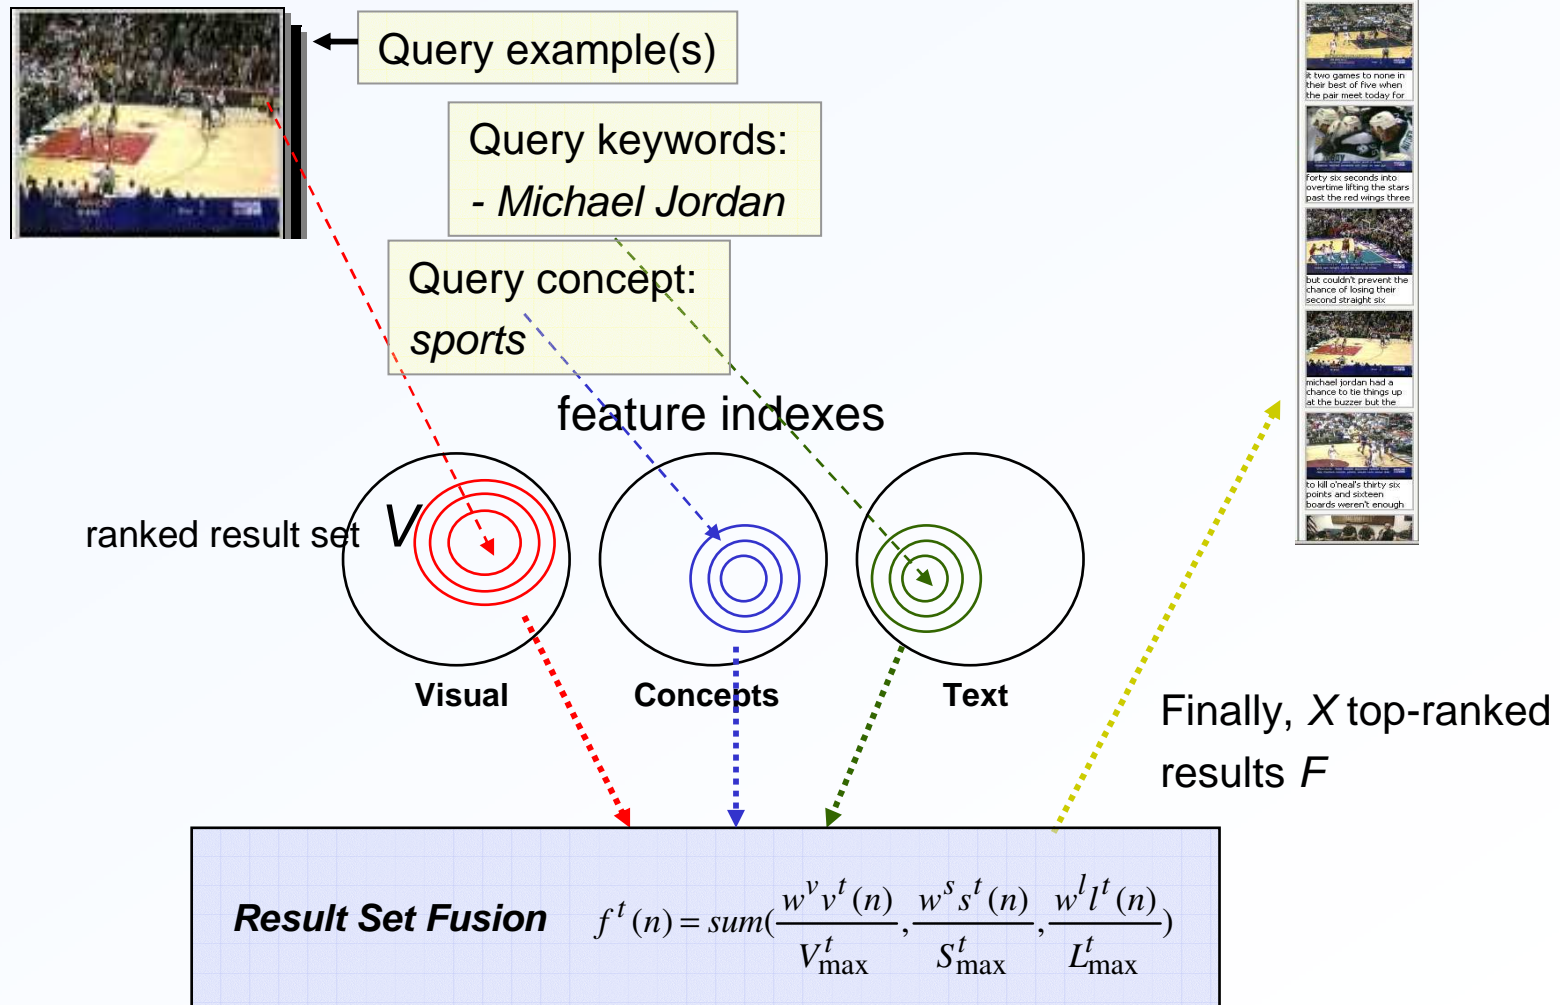 Query example(s)
Query keywords:
- Michael Jordan
Query concept:
sports
feature indexes
ranked result set V
Visual
Concepts
Text
Result Set Fusion f^t(n) = sum(w^v v^t(n) / V^t_max, w^s s^t(n) / S^t_max, w^l l^t(n) / L^t_max)
Finally, X top-ranked
results F
it two games to none in
their best of five when
the pair meet today for
forty six seconds into
overtime lifting the stars
past the red wings three
but couldn't prevent the
chance of losing their
second straight six
michael jordan had a
chance to tie things up
at the buzzer but the
to kill o'neal's thirty six
points and sixteen
boards weren't enough